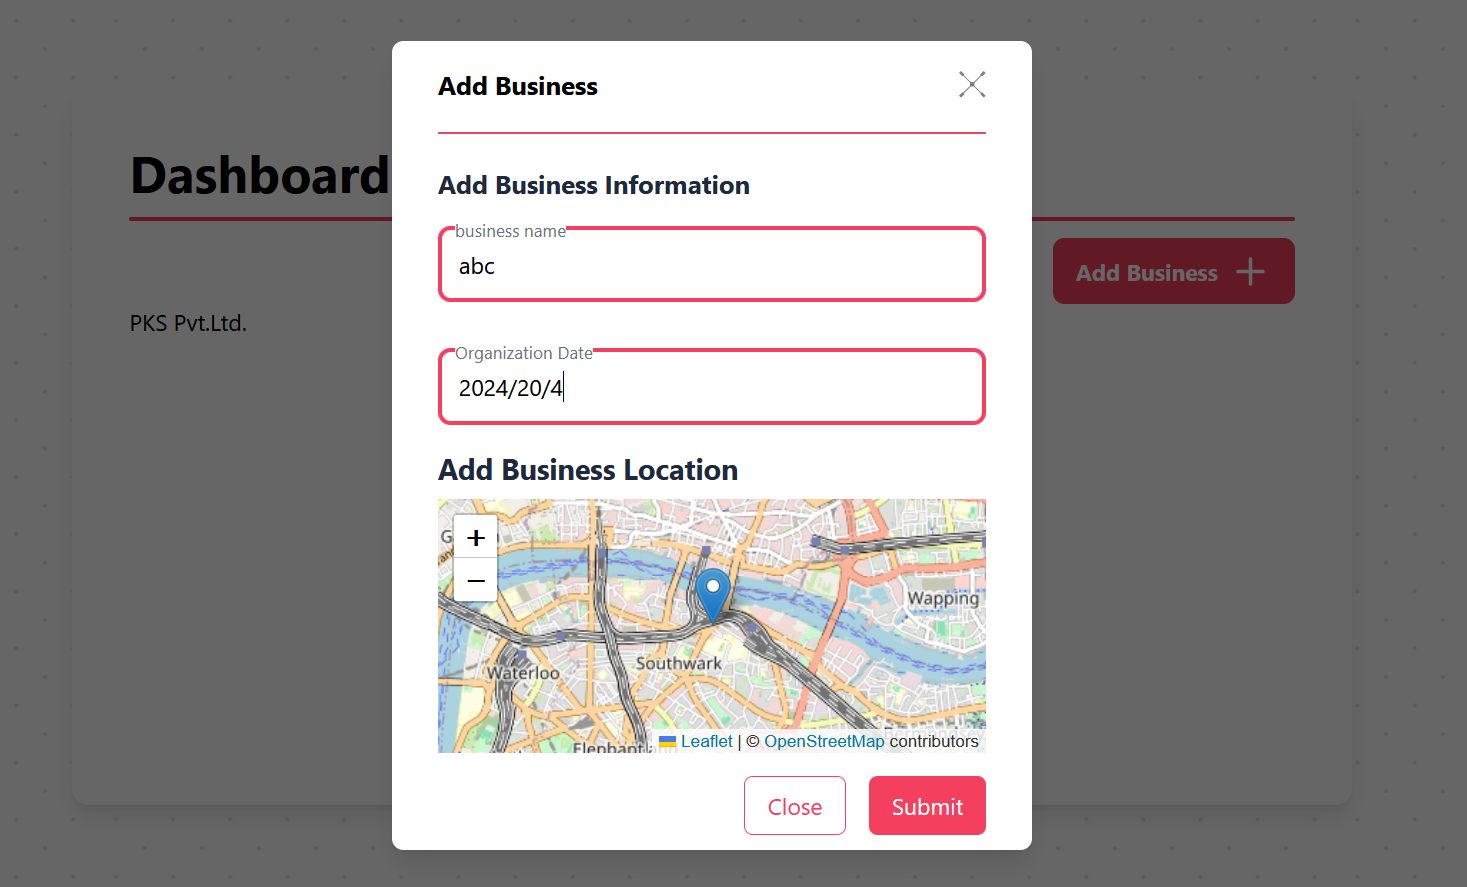 Add Business
Dashboard
Add Business Information
business name
abc
Add Business
PKS Pvt.Ltd.
Organization Date
2024/20/4
Add Business Location
+
−
Wapping
Southwark
Waterloo
Leaflet | © OpenStreetMap contributors
Close
Submit